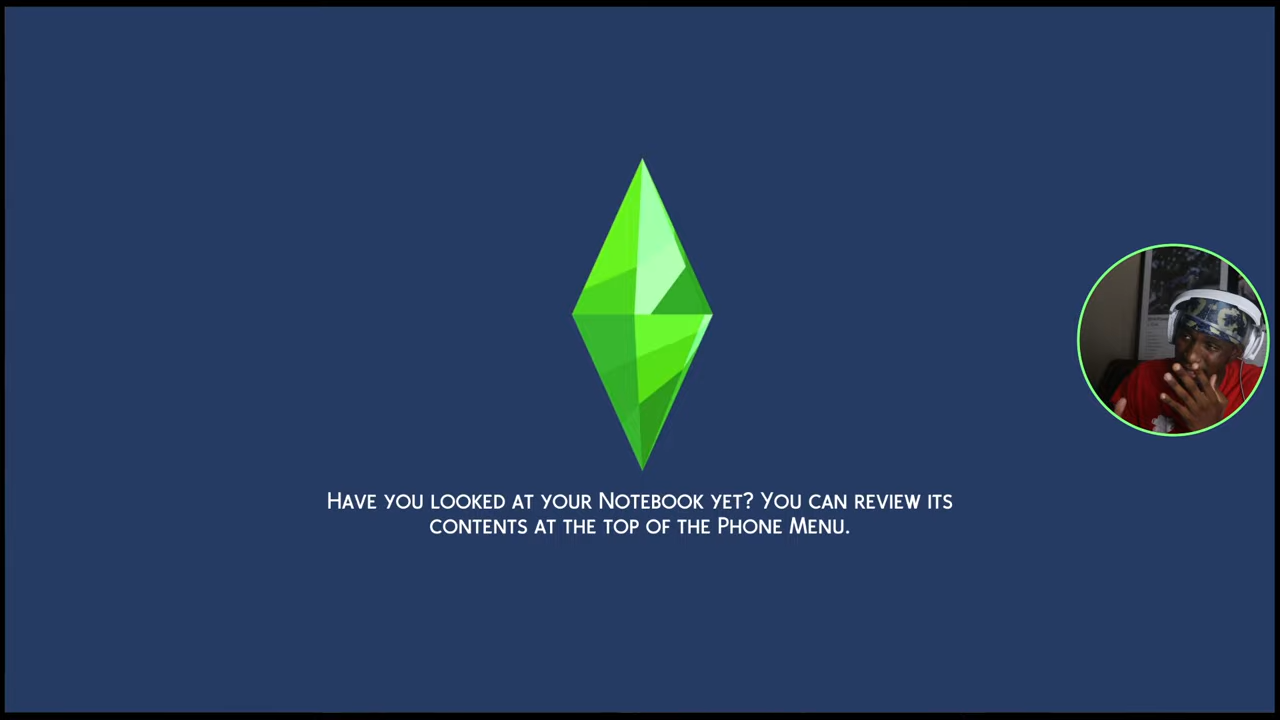 Have you looked at your Notebook yet? You can review its
contents at the top of the Phone Menu.